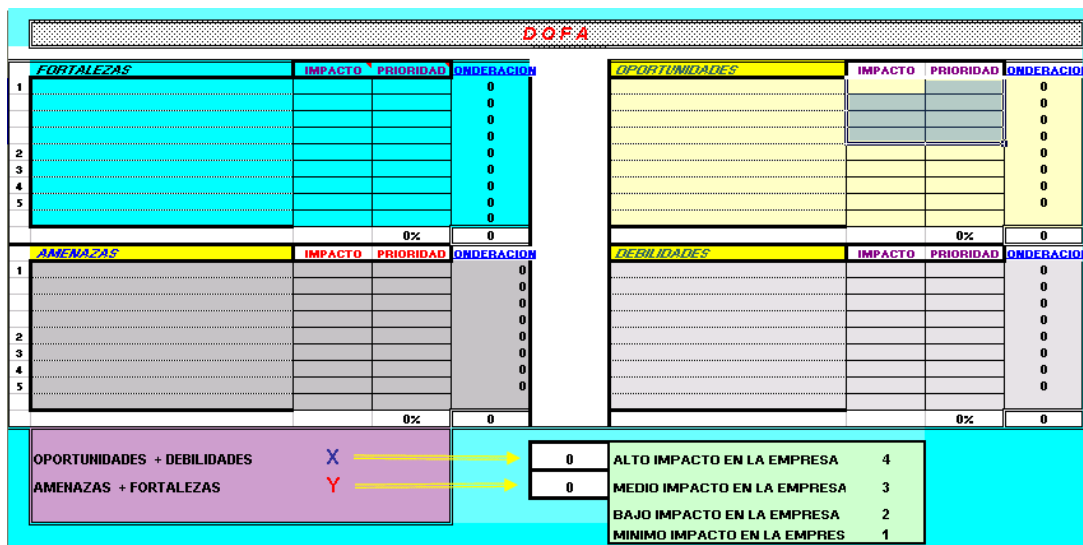 DOFA
FORTALEZAS IMPACTO PRIORIDAD ONDERACION OPORTUNIDADES IMPACTO PRIORIDAD ONDERACION
1 0 0
0 0
0 0
0 0
2 0 0
3 0 0
4 0 0
5 0 0
0
0% 0 0% 0
AMENAZAS IMPACTO PRIORIDAD ONDERACION DEBILIDADES IMPACTO PRIORIDAD ONDERACION
1 0 0
0 0
0 0
0 0
2 0 0
3 0 0
4 0 0
5 0 0
0% 0 0% 0
OPORTUNIDADES + DEBILIDADES X 0 ALTO IMPACTO EN LA EMPRESA 4
AMENAZAS + FORTALEZAS Y 0 MEDIO IMPACTO EN LA EMPRESA 3
BAJO IMPACTO EN LA EMPRESA 2
MINIMO IMPACTO EN LA EMPRES 1